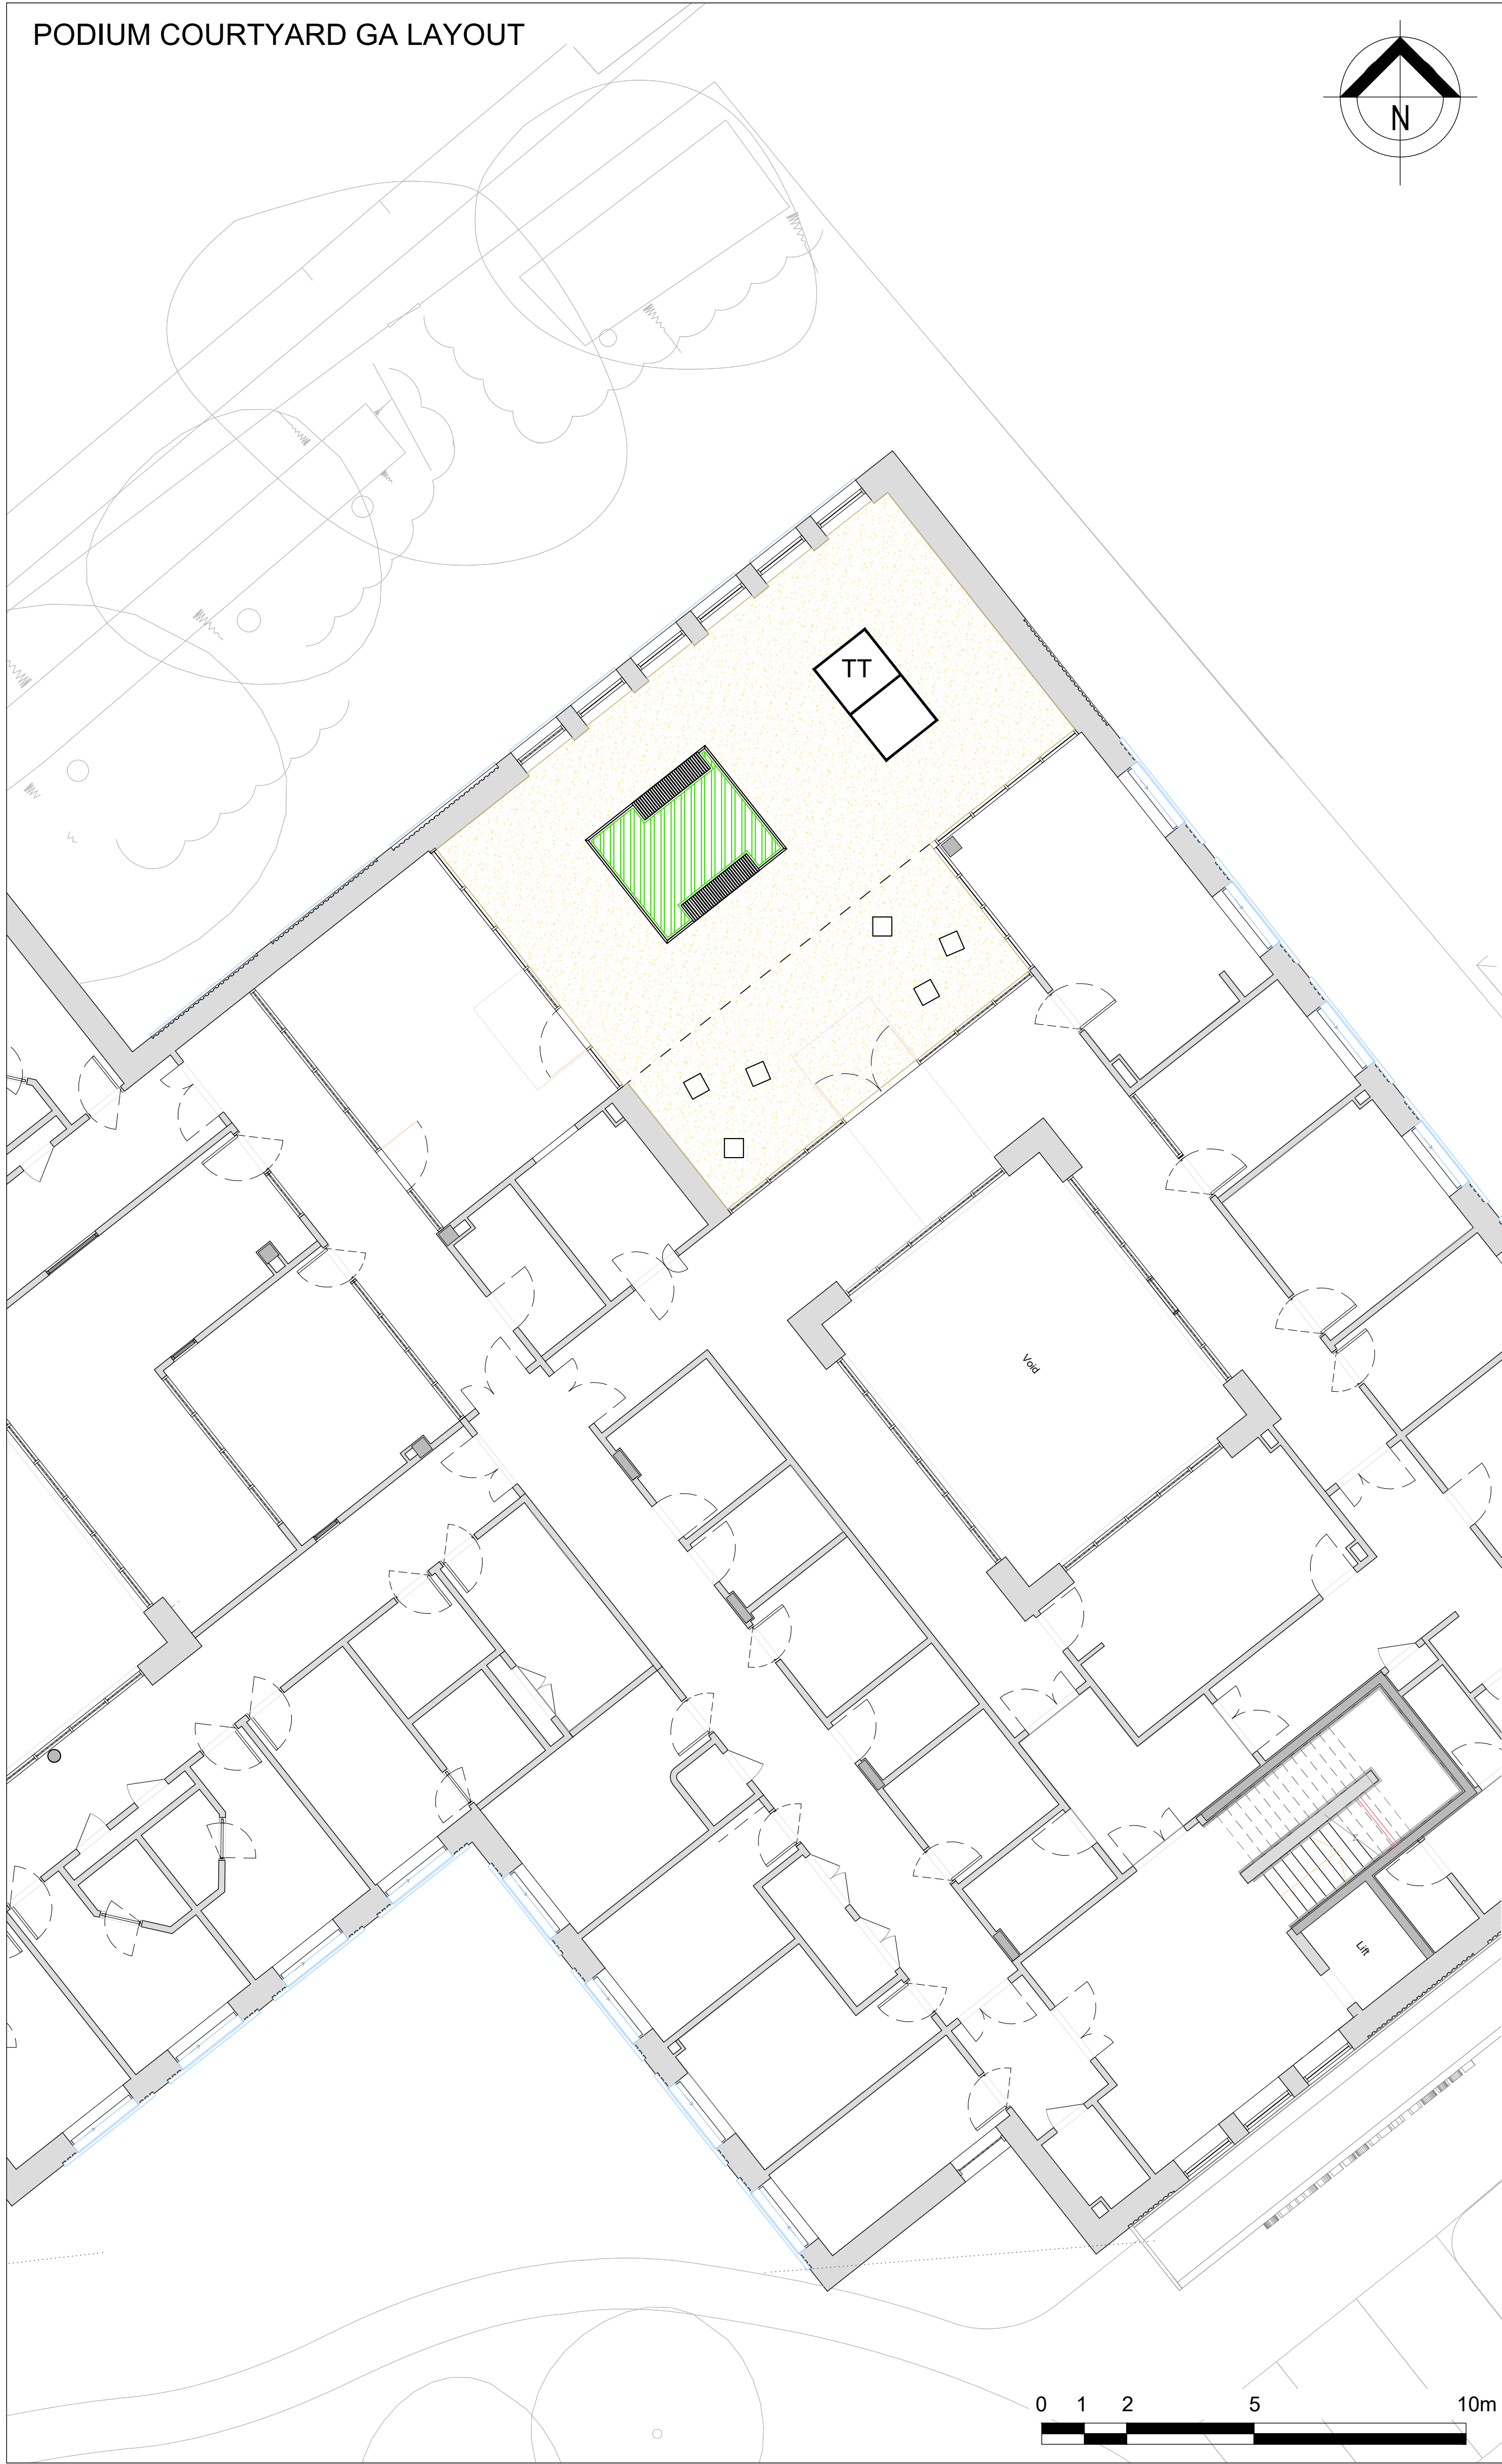 PODIUM COURTYARD GA LAYOUT
N
TT
Void
Lift
0 1 2 5 10m